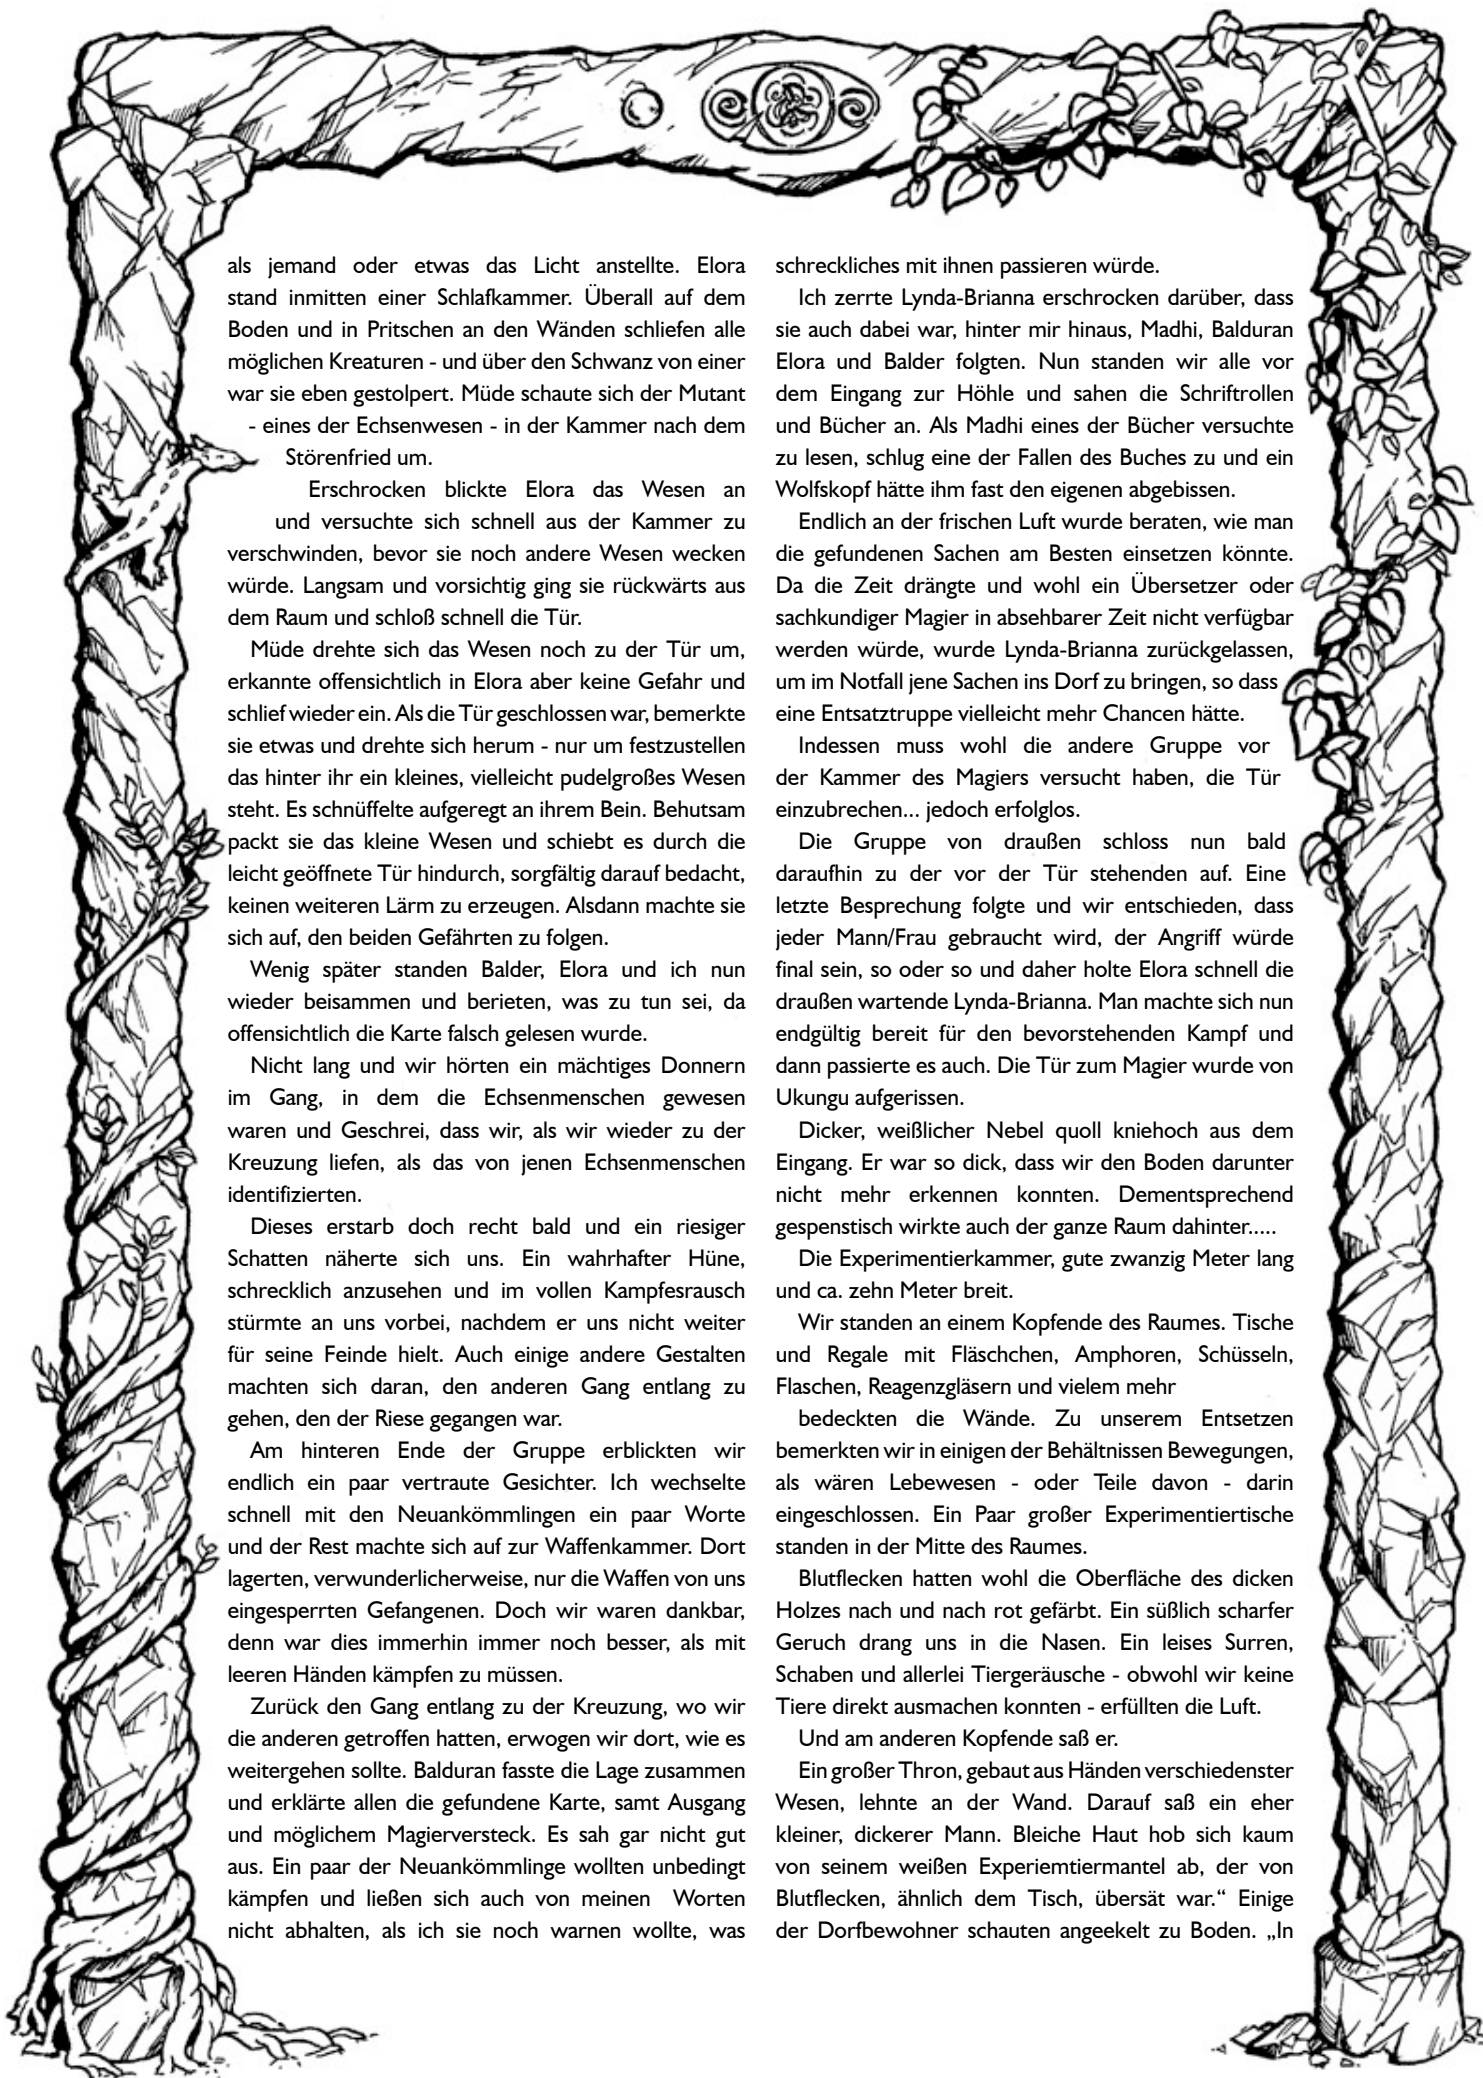 als jemand oder etwas das Licht anstellte. Elora
stand inmitten einer Schlafkammer. Überall auf dem
Boden und in Pritschen an den Wänden schliefen alle
möglichen Kreaturen - und über den Schwanz von einer
war sie eben gestolpert. Müde schaute sich der Mutant
- eines der Echsenwesen - in der Kammer nach dem
Störenfried um.
Erschrocken blickte Elora das Wesen an
und versuchte sich schnell aus der Kammer zu
verschwinden, bevor sie noch andere Wesen wecken
würde. Langsam und vorsichtig ging sie rückwärts aus
dem Raum und schloß schnell die Tür.
Müde drehte sich das Wesen noch zu der Tür um,
erkannte offensichtlich in Elora aber keine Gefahr und
schlief wieder ein. Als die Tür geschlossen war, bemerkte
sie etwas und drehte sich herum - nur um festzustellen
das hinter ihr ein kleines, vielleicht pudelgroßes Wesen
steht. Es schnüffelte aufgeregt an ihrem Bein. Behutsam
packt sie das kleine Wesen und schiebt es durch die
leicht geöffnete Tür hindurch, sorgfältig darauf bedacht,
keinen weiteren Lärm zu erzeugen. Alsdann machte sie
sich auf, den beiden Gefährten zu folgen.
Wenig später standen Balder, Elora und ich nun
wieder beisammen und berieten, was zu tun sei, da
offensichtlich die Karte falsch gelesen wurde.
Nicht lang und wir hörten ein mächtiges Donnern
im Gang, in dem die Echsenmenschen gewesen
waren und Geschrei, dass wir, als wir wieder zu der
Kreuzung liefen, als das von jenen Echsenmenschen
identifizierten.
Dieses erstarb doch recht bald und ein riesiger
Schatten näherte sich uns. Ein wahrhafter Hüne,
schrecklich anzusehen und im vollen Kampfesrausch
stürmte an uns vorbei, nachdem er uns nicht weiter
für seine Feinde hielt. Auch einige andere Gestalten
machten sich daran, den anderen Gang entlang zu
gehen, den der Riese gegangen war.
Am hinteren Ende der Gruppe erblickten wir
endlich ein paar vertraute Gesichter. Ich wechselte
schnell mit den Neuankömmlingen ein paar Worte
und der Rest machte sich auf zur Waffenkammer. Dort
lagerten, verwunderlicherweise, nur die Waffen von uns
eingesperrten Gefangenen. Doch wir waren dankbar,
denn war dies immerhin immer noch besser, als mit
leeren Händen kämpfen zu müssen.
Zurück den Gang entlang zu der Kreuzung, wo wir
die anderen getroffen hatten, erwogen wir dort, wie es
weitergehen sollte. Balduran fasste die Lage zusammen
und erklärte allen die gefundene Karte, samt Ausgang
und möglichem Magierversteck. Es sah gar nicht gut
aus. Ein paar der Neuankömmlinge wollten unbedingt
kämpfen und ließen sich auch von meinen Worten
nicht abhalten, als ich sie noch warnen wollte, was
schreckliches mit ihnen passieren würde.
Ich zerrte Lynda-Brianna erschrocken darüber, dass
sie auch dabei war, hinter mir hinaus, Madhi, Balduran
Elora und Balder folgten. Nun standen wir alle vor
dem Eingang zur Höhle und sahen die Schriftrollen
und Bücher an. Als Madhi eines der Bücher versuchte
zu lesen, schlug eine der Fallen des Buches zu und ein
Wolfskopf hätte ihm fast den eigenen abgebissen.
Endlich an der frischen Luft wurde beraten, wie man
die gefundenen Sachen am Besten einsetzen könnte.
Da die Zeit drängte und wohl ein Übersetzer oder
sachkundiger Magier in absehbarer Zeit nicht verfügbar
werden würde, wurde Lynda-Brianna zurückgelassen,
um im Notfall jene Sachen ins Dorf zu bringen, so dass
eine Entsatztruppe vielleicht mehr Chancen hätte.
Indessen muss wohl die andere Gruppe vor
der Kammer des Magiers versucht haben, die Tür
einzubrechen... jedoch erfolglos.
Die Gruppe von draußen schloss nun bald
daraufhin zu der vor der Tür stehenden auf. Eine
letzte Besprechung folgte und wir entschieden, dass
jeder Mann/Frau gebraucht wird, der Angriff würde
final sein, so oder so und daher holte Elora schnell die
draußen wartende Lynda-Brianna. Man machte sich nun
endgültig bereit für den bevorstehenden Kampf und
dann passierte es auch. Die Tür zum Magier wurde von
Ukungu aufgerissen.
Dicker, weißlicher Nebel quoll kniehoch aus dem
Eingang. Er war so dick, dass wir den Boden darunter
nicht mehr erkennen konnten. Dementsprechend
gespenstisch wirkte auch der ganze Raum dahinter.....
Die Experimentierkammer, gute zwanzig Meter lang
und ca. zehn Meter breit.
Wir standen an einem Kopfende des Raumes. Tische
und Regale mit Fläschchen, Amphoren, Schüsseln,
Flaschen, Reagenzgläsern und vielem mehr
bedeckten die Wände. Zu unserem Entsetzen
bemerkten wir in einigen der Behältnissen Bewegungen,
als wären Lebewesen - oder Teile davon - darin
eingeschlossen. Ein Paar großer Experimentiertische
standen in der Mitte des Raumes.
Blutflecken hatten wohl die Oberfläche des dicken
Holzes nach und nach rot gefärbt. Ein süßlich scharfer
Geruch drang uns in die Nasen. Ein leises Surren,
Schaben und allerlei Tiergeräusche - obwohl wir keine
Tiere direkt ausmachen konnten - erfüllten die Luft.
Und am anderen Kopfende saß er.
Ein großer Thron, gebaut aus Händen verschiedenster
Wesen, lehnte an der Wand. Darauf saß ein eher
kleiner, dickerer Mann. Bleiche Haut hob sich kaum
von seinem weißen Experiemtiermantel ab, der von
Blutflecken, ähnlich dem Tisch, übersät war.“ Einige
der Dorfbewohner schauten angeekelt zu Boden. „In